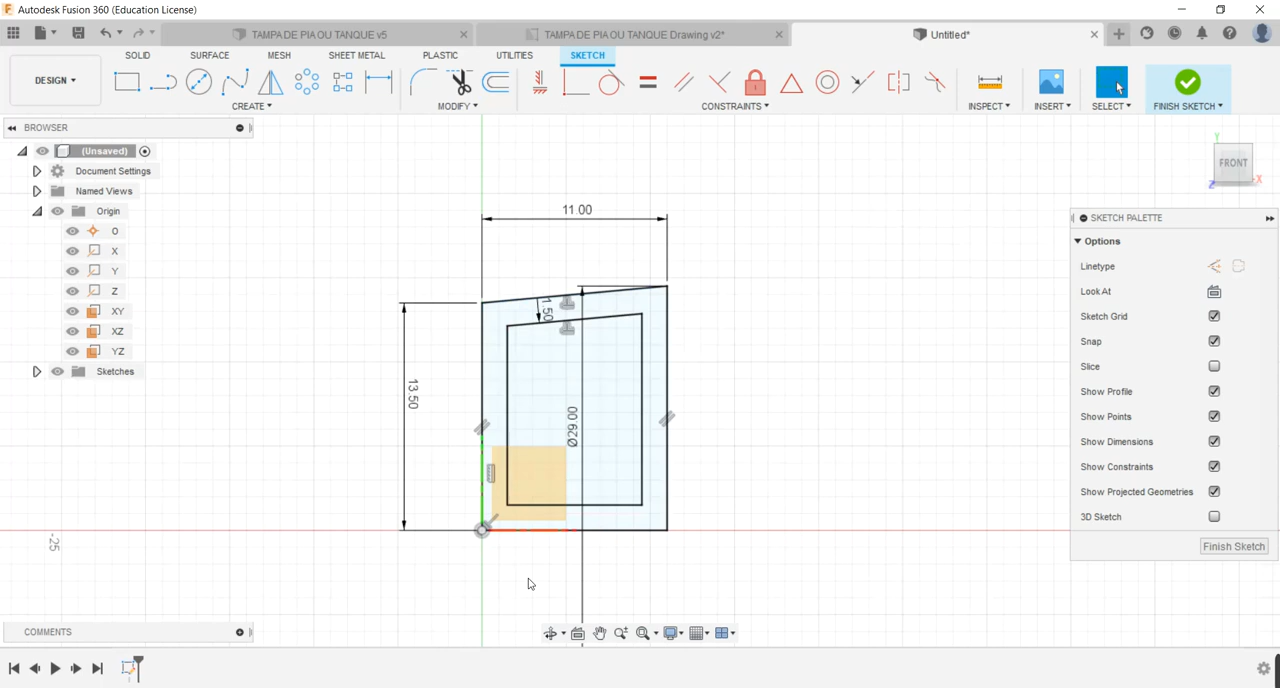 Autodesk Fusion 360 (Education License)
TAMPA DE PIA OU TANQUE v5
TAMPA DE PIA OU TANQUE Drawing v2*
Untitled*
DESIGN
SOLID
SURFACE
MESH
SHEET METAL
PLASTIC
UTILITIES
SKETCH
CREATE
MODIFY
CONSTRAINTS
INSPECT
INSERT
SELECT
FINISH SKETCH
BROWSER
(Unsaved)
Document Settings
Named Views
Origin
O
X
Y
Z
XY
XZ
YZ
Sketches
11.00
1.50
13.50
Ø29.00
-25
Y
FRONT
X
Z
SKETCH PALETTE
Options
Linetype
Look At
Sketch Grid
Snap
Slice
Show Profile
Show Points
Show Dimensions
Show Constraints
Show Projected Geometries
3D Sketch
Finish Sketch
COMMENTS